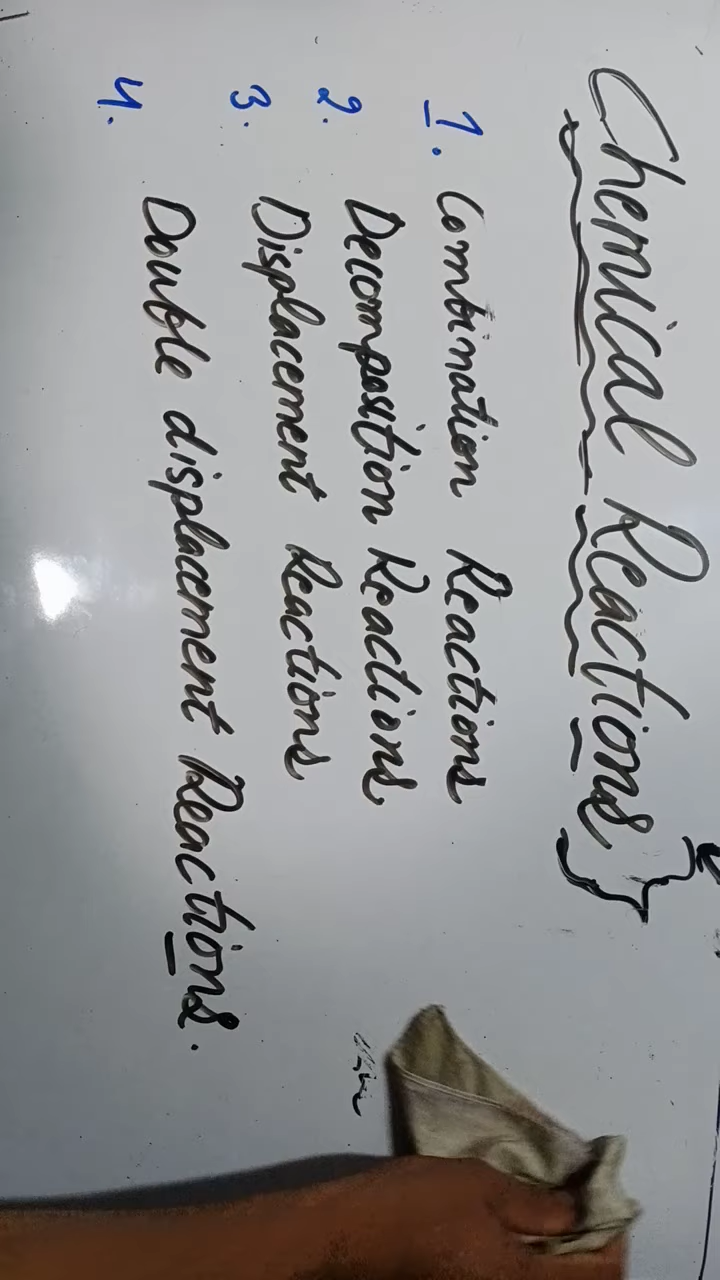 Chemical Reactions
1. Combination Reactions
2. Decomposition Reactions
3. Displacement Reactions
4. Double displacement Reactions.